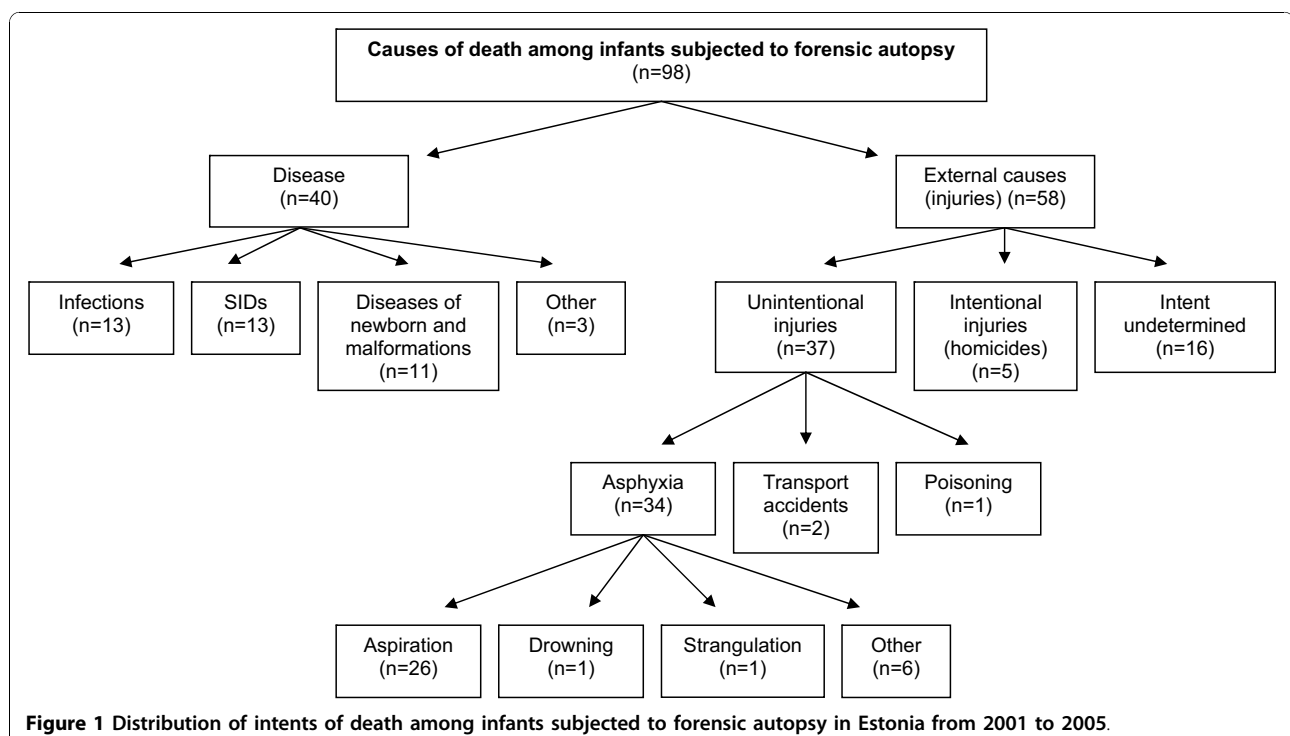 Causes of death among infants subjected to forensic autopsy
(n=98)
Disease
(n=40)
External causes
(injuries) (n=58)
Infections
(n=13)
SIDs
(n=13)
Diseases of
newborn and
malformations
(n=11)
Other
(n=3)
Unintentional
injuries
(n=37)
Intentional
injuries
(homicides)
(n=5)
Intent
undetermined
(n=16)
Asphyxia
(n=34)
Transport
accidents
(n=2)
Poisoning
(n=1)
Aspiration
(n=26)
Drowning
(n=1)
Strangulation
(n=1)
Other
(n=6)
Figure 1 Distribution of intents of death among infants subjected to forensic autopsy in Estonia from 2001 to 2005.